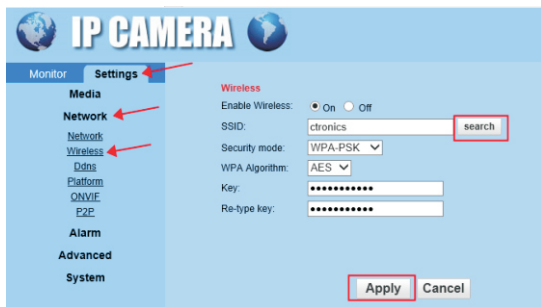 IP CAMERA
Monitor Settings
Media
Network
Network
Wireless
Ddns
Platform
ONVIF
P2P
Alarm
Advanced
System
Wireless
Enable Wireless: On Off
SSID: ctronics search
Security mode: WPA-PSK
WPA Algorithm: AES
Key: •••••••••••
Re-type key: •••••••••••
Apply Cancel